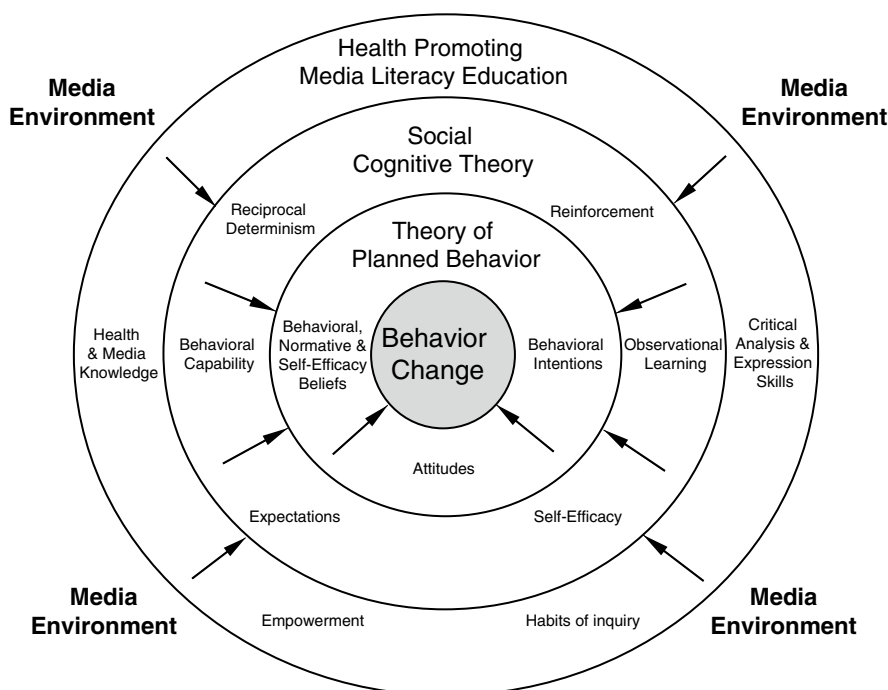 Health Promoting
Media Literacy Education
Media
Environment
Media
Environment
Social
Cognitive Theory
Reciprocal
Determinism
Reinforcement
Theory of
Planned Behavior
Health
& Media
Knowledge
Behavioral
Capability
Behavioral,
Normative &
Self-Efficacy
Beliefs
Behavior
Change
Behavioral
Intentions
Observational
Learning
Critical
Analysis &
Expression
Skills
Attitudes
Expectations
Self-Efficacy
Media
Environment
Empowerment
Habits of inquiry
Media
Environment